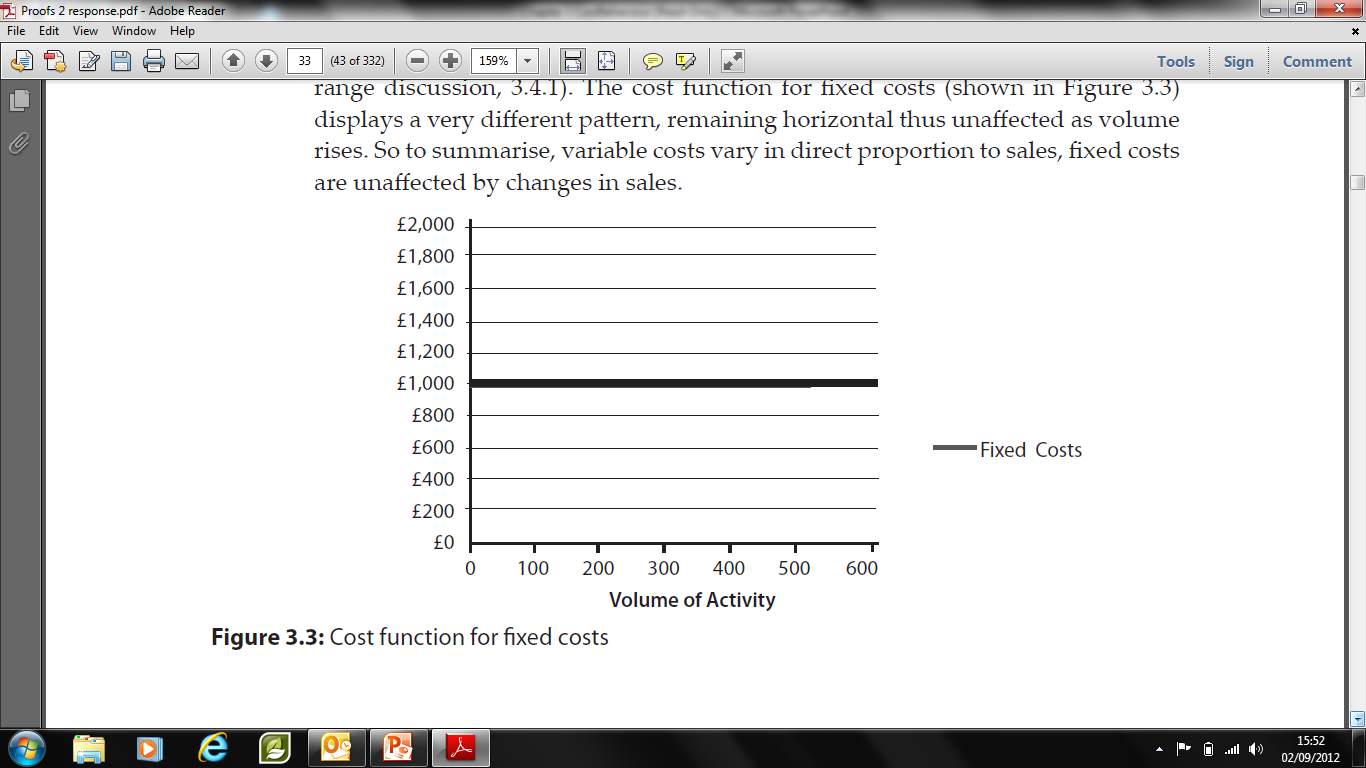 Proofs 2 response.pdf - Adobe Reader
File Edit View Window Help
33 (43 of 332) 159% Tools Sign Comment
range discussion, 3.4.1). The cost function for fixed costs (shown in Figure 3.3)
displays a very different pattern, remaining horizontal thus unaffected as volume
rises. So to summarise, variable costs vary in direct proportion to sales, fixed costs
are unaffected by changes in sales.
£2,000
£1,800
£1,600
£1,400
£1,200
£1,000
£800
£600
£400
£200
£0
Fixed Costs
0 100 200 300 400 500 600
Volume of Activity
Figure 3.3: Cost function for fixed costs
15:52
02/09/2012